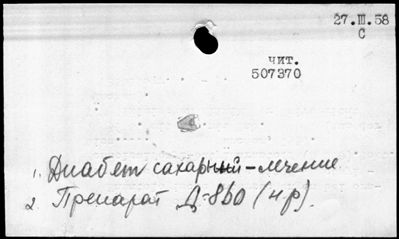 27.III.58
С
чит.
507370
1. Диабет сахарный - лечение
2. Препарат Д-860 (нр).